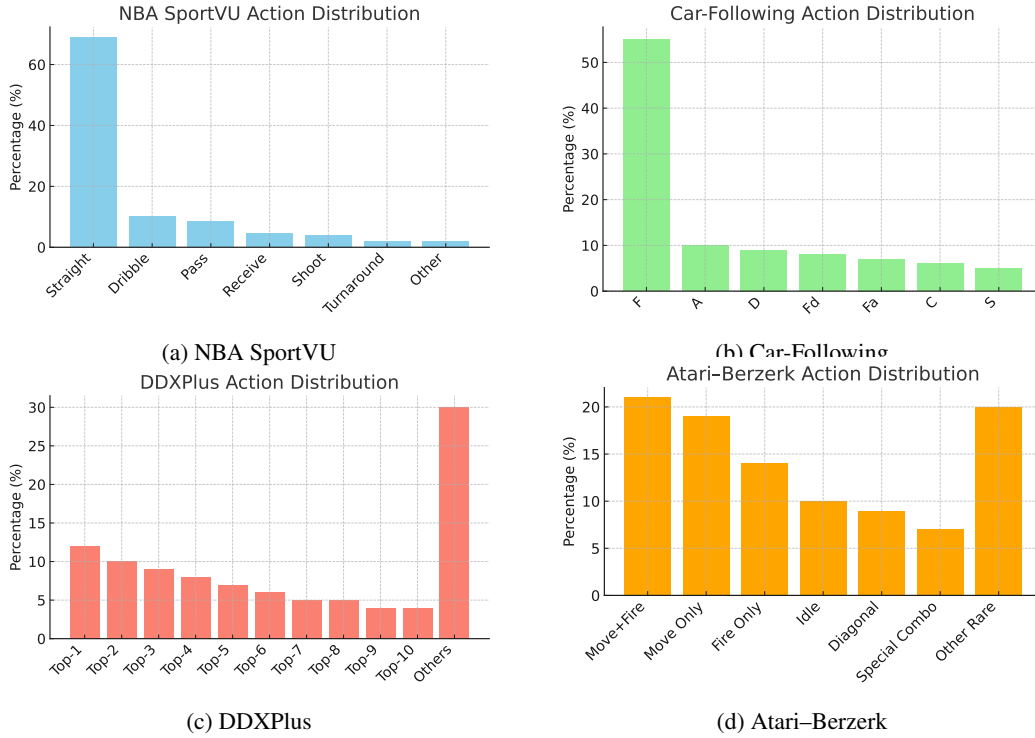 NBA SportVU Action Distribution
Percentage (%)
60
40
20
0
Straight
Dribble
Pass
Receive
Shoot
Turnaround
Other
(a) NBA SportVU
Car-Following Action Distribution
Percentage (%)
50
40
30
20
10
0
F
A
D
Fd
Fa
C
S
(b) Car-Following
DDXPlus Action Distribution
Percentage (%)
30
25
20
15
10
5
0
Top-1
Top-2
Top-3
Top-4
Top-5
Top-6
Top-7
Top-8
Top-9
Top-10
Others
(c) DDXPlus
Atari–Berzerk Action Distribution
Percentage (%)
20
15
10
5
0
Move+Fire
Move Only
Fire Only
Idle
Diagonal
Special Combo
Other Rare
(d) Atari–Berzerk